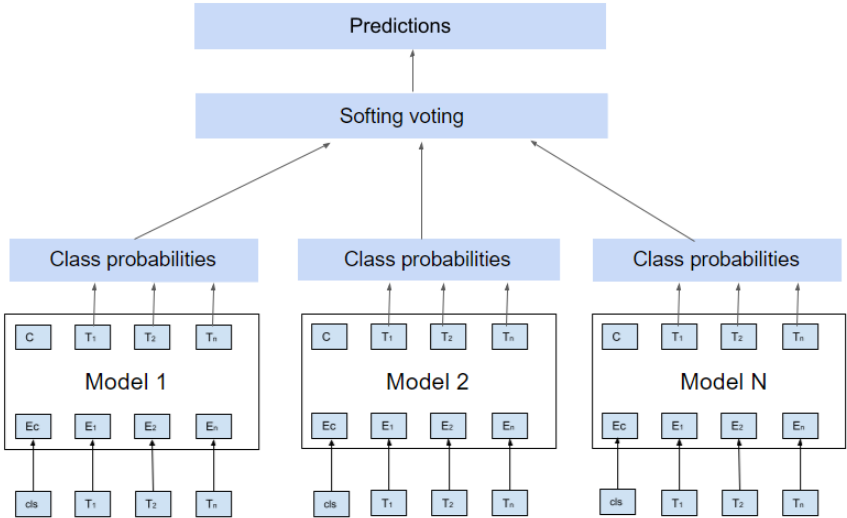 Predictions
Softing voting
Class probabilities Class probabilities Class probabilities
C T1 T2 Tn C T1 T2 Tn C T1 T2 Tn
Model 1 Model 2 Model N
Ec E1 E2 En Ec E1 E2 En Ec E1 E2 En
cls T1 T2 Tn cls T1 T2 Tn cls T1 T2 Tn